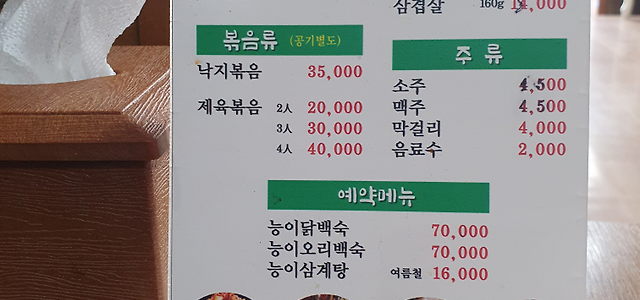 삼겹살 160g 14,000
볶음류 (공기별도)
낙지볶음 35,000
제육볶음 2人 20,000
3人 30,000
4人 40,000
주 류
소주 4,500
맥주 4,500
막걸리 4,000
음료수 2,000
예약메뉴
능이닭백숙 70,000
능이오리백숙 70,000
능이삼계탕 여름철 16,000